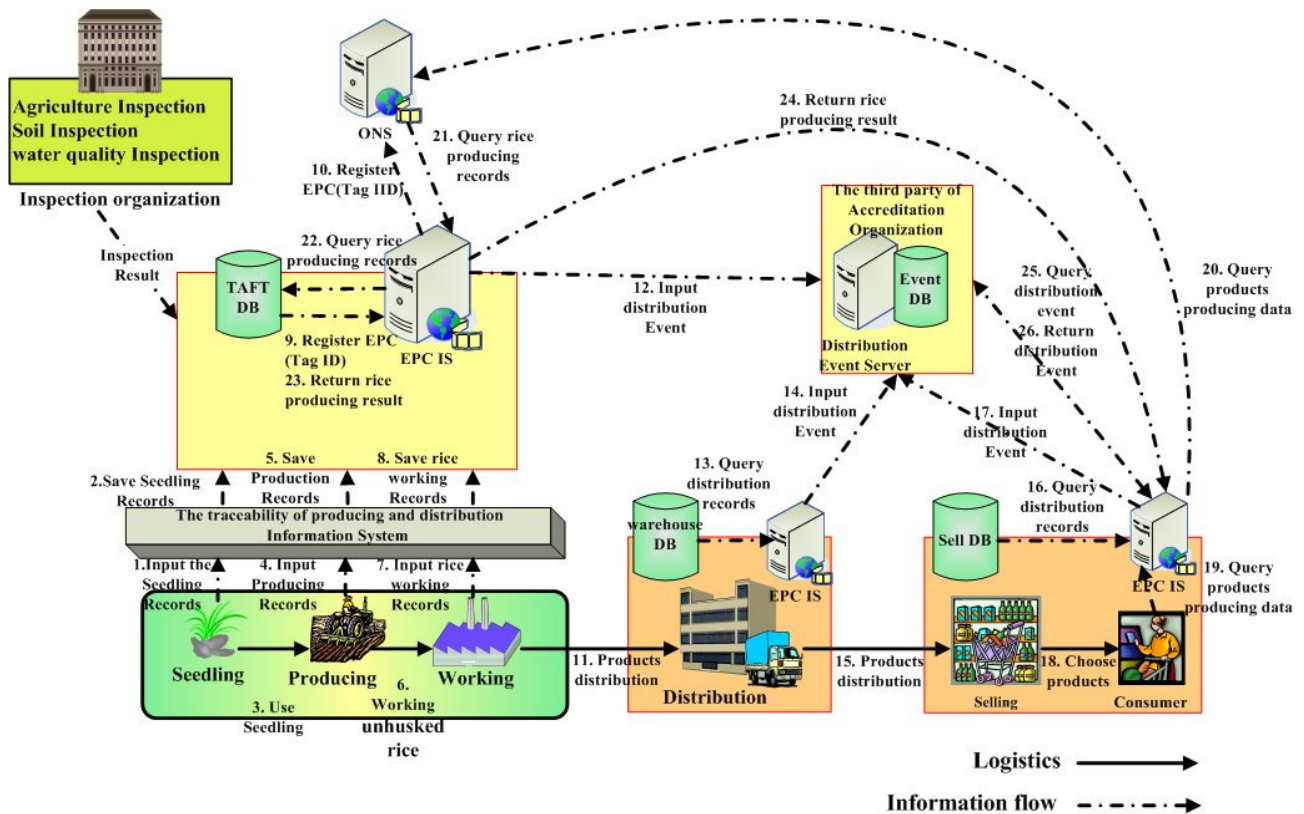 Agriculture Inspection
Soil Inspection
water quality Inspection
Inspection organization
Inspection
Result
ONS
10. Register
EPC(Tag IID)
21. Query rice
producing
records
24. Return rice
producing result
The third party of
Accreditation
Organization
Event
DB
Distribution
Event Server
22. Query rice
producing records
TAFT
DB
EPC IS
9. Register EPC
(Tag ID)
23. Return rice
producing result
12. Input
distribution
Event
25. Query
distribution
event
26. Return
distribution
Event
20. Query
products
producing data
14. Input
distribution
Event
17. Input
distribution
Event
2.Save Seedling
Records
5. Save
Production
Records
8. Save rice
working
Records
The traceability of producing and distribution
Information System
1.Input the
Seedling
Records
4. Input
Producing
Records
7. Input rice
working
Records
13. Query
distribution
records
warehouse
DB
EPC IS
16. Query
distribution
records
Sell DB
EPC IS
19. Query
products
producing data
Seedling
Producing
Working
3. Use
Seedling
6.
Working
unhusked
rice
11. Products
distribution
Distribution
15. Products
distribution
Selling
18. Choose
products
Consumer
Logistics
Information flow